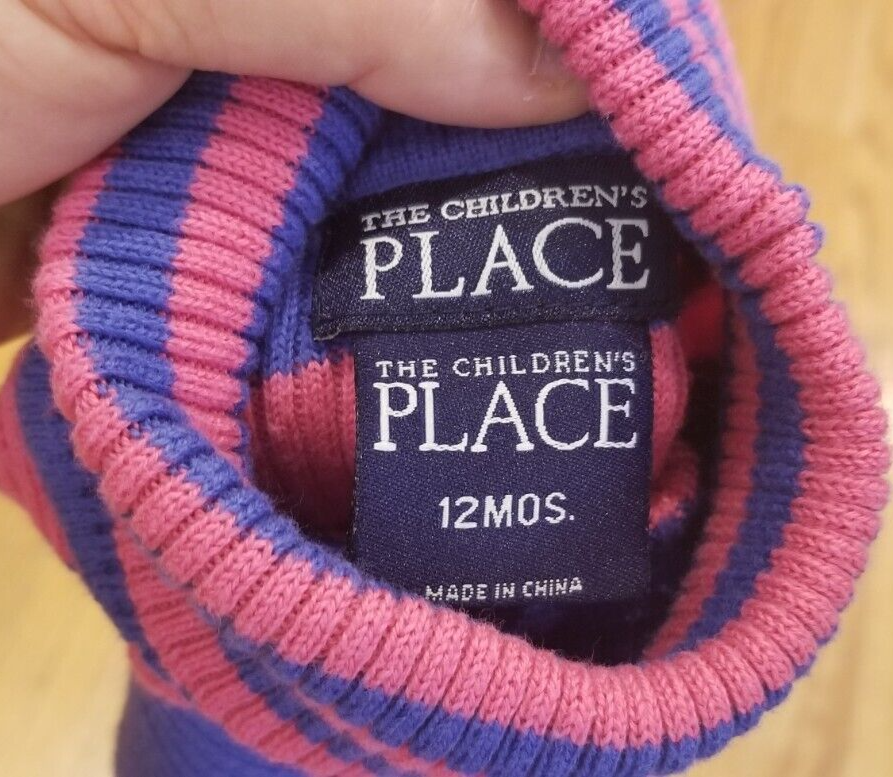 THE CHILDREN'S
PLACE
THE CHILDREN'S
PLACE
12MOS.
MADE IN CHINA